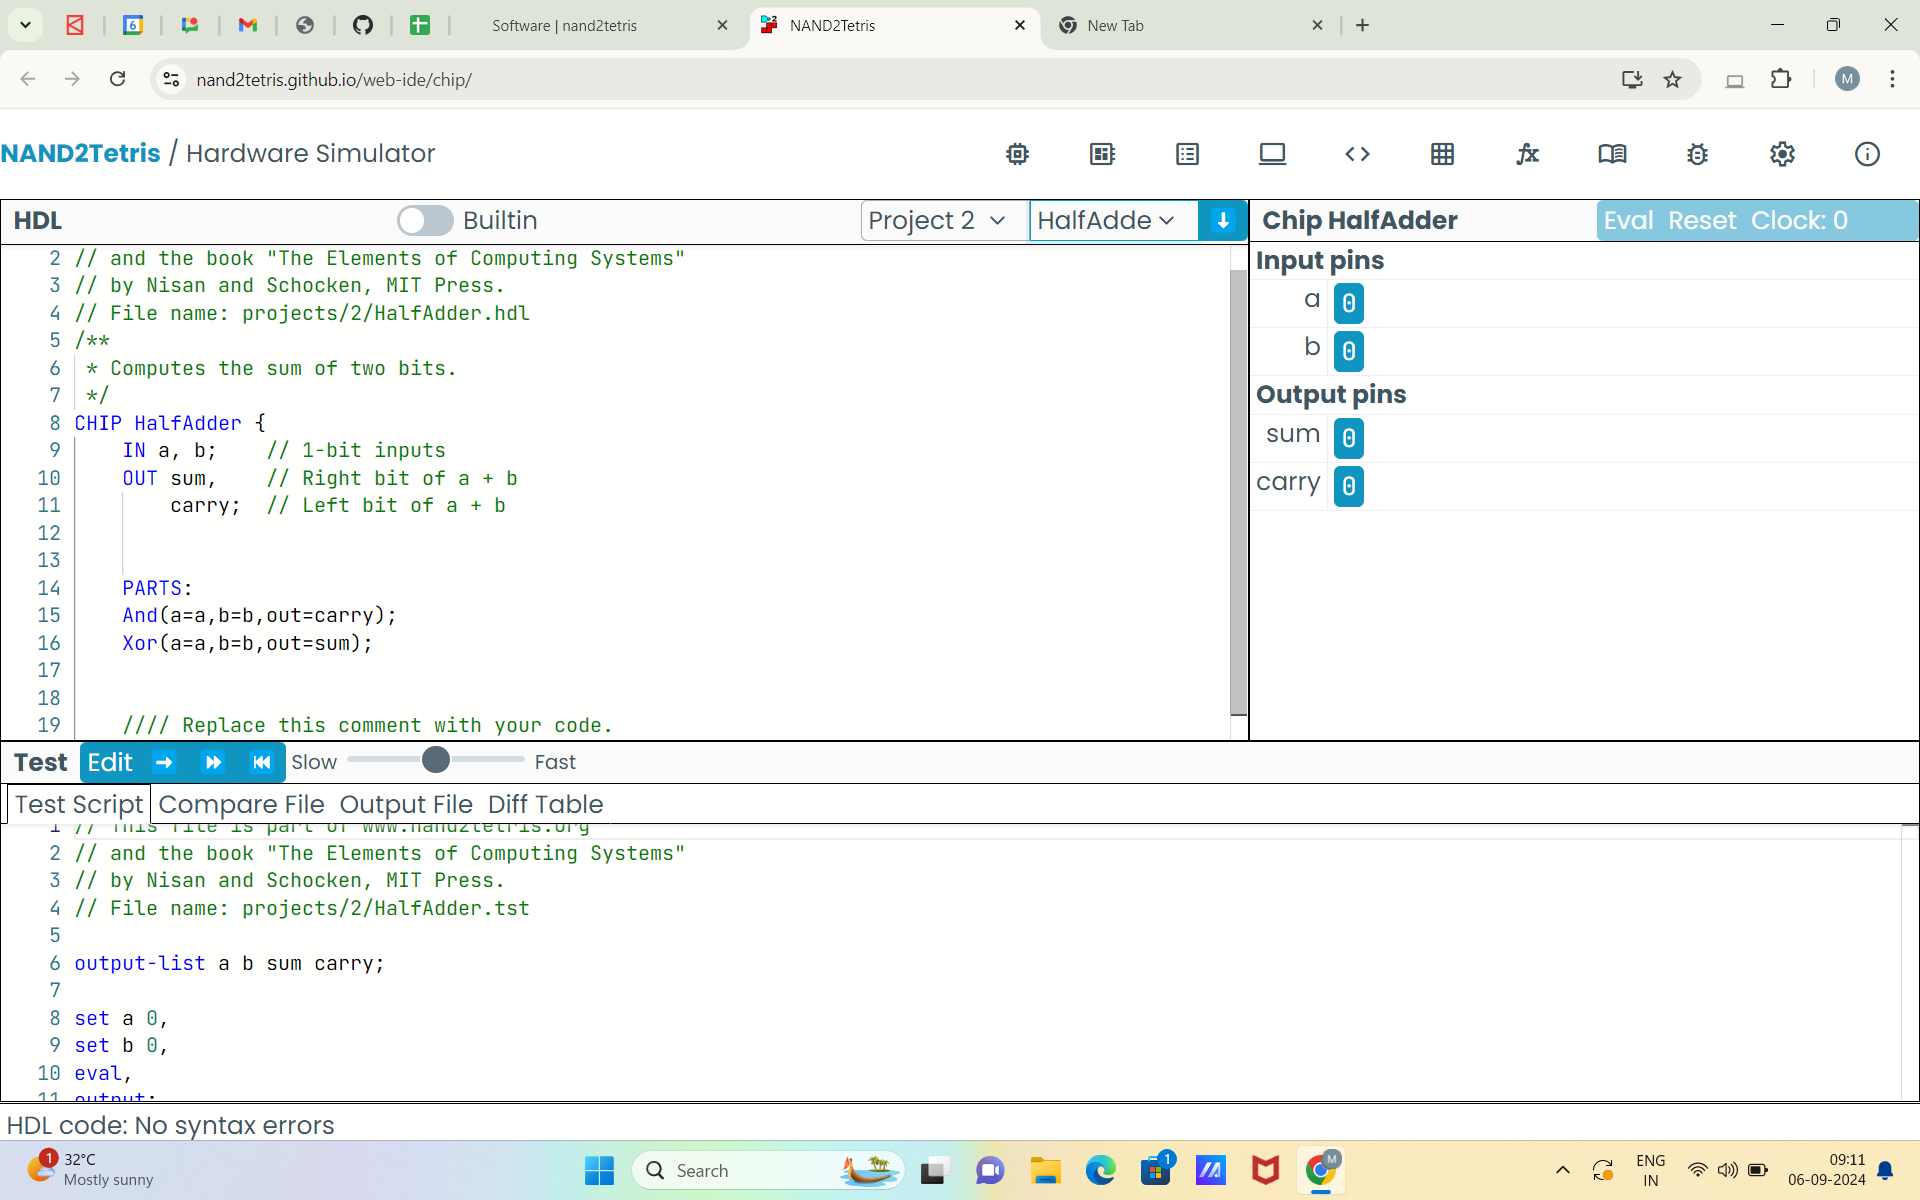 Software | nand2tetris
NAND2Tetris
New Tab
nand2tetris.github.io/web-ide/chip/
M
NAND2Tetris / Hardware Simulator
HDL
Builtin
Project 2
HalfAdde
Chip HalfAdder
Eval Reset Clock: 0
2 // and the book "The Elements of Computing Systems"
3 // by Nisan and Schocken, MIT Press.
4 // File name: projects/2/HalfAdder.hdl
5 /**
6 * Computes the sum of two bits.
7 */
8 CHIP HalfAdder {
9 IN a, b; // 1-bit inputs
10 OUT sum, // Right bit of a + b
11 carry; // Left bit of a + b
12
13
14 PARTS:
15 And(a=a,b=b,out=carry);
16 Xor(a=a,b=b,out=sum);
17
18
19 //// Replace this comment with your code.
Input pins
a 0
b 0
Output pins
sum 0
carry 0
Test Edit Slow Fast
Test Script Compare File Output File Diff Table
1 // This file is part of www.nand2tetris.org
2 // and the book "The Elements of Computing Systems"
3 // by Nisan and Schocken, MIT Press.
4 // File name: projects/2/HalfAdder.tst
5
6 output-list a b sum carry;
7
8 set a 0,
9 set b 0,
10 eval,
11 output;
HDL code: No syntax errors
1
32°C
Mostly sunny
Search
1
M
ENG
IN
09:11
06-09-2024